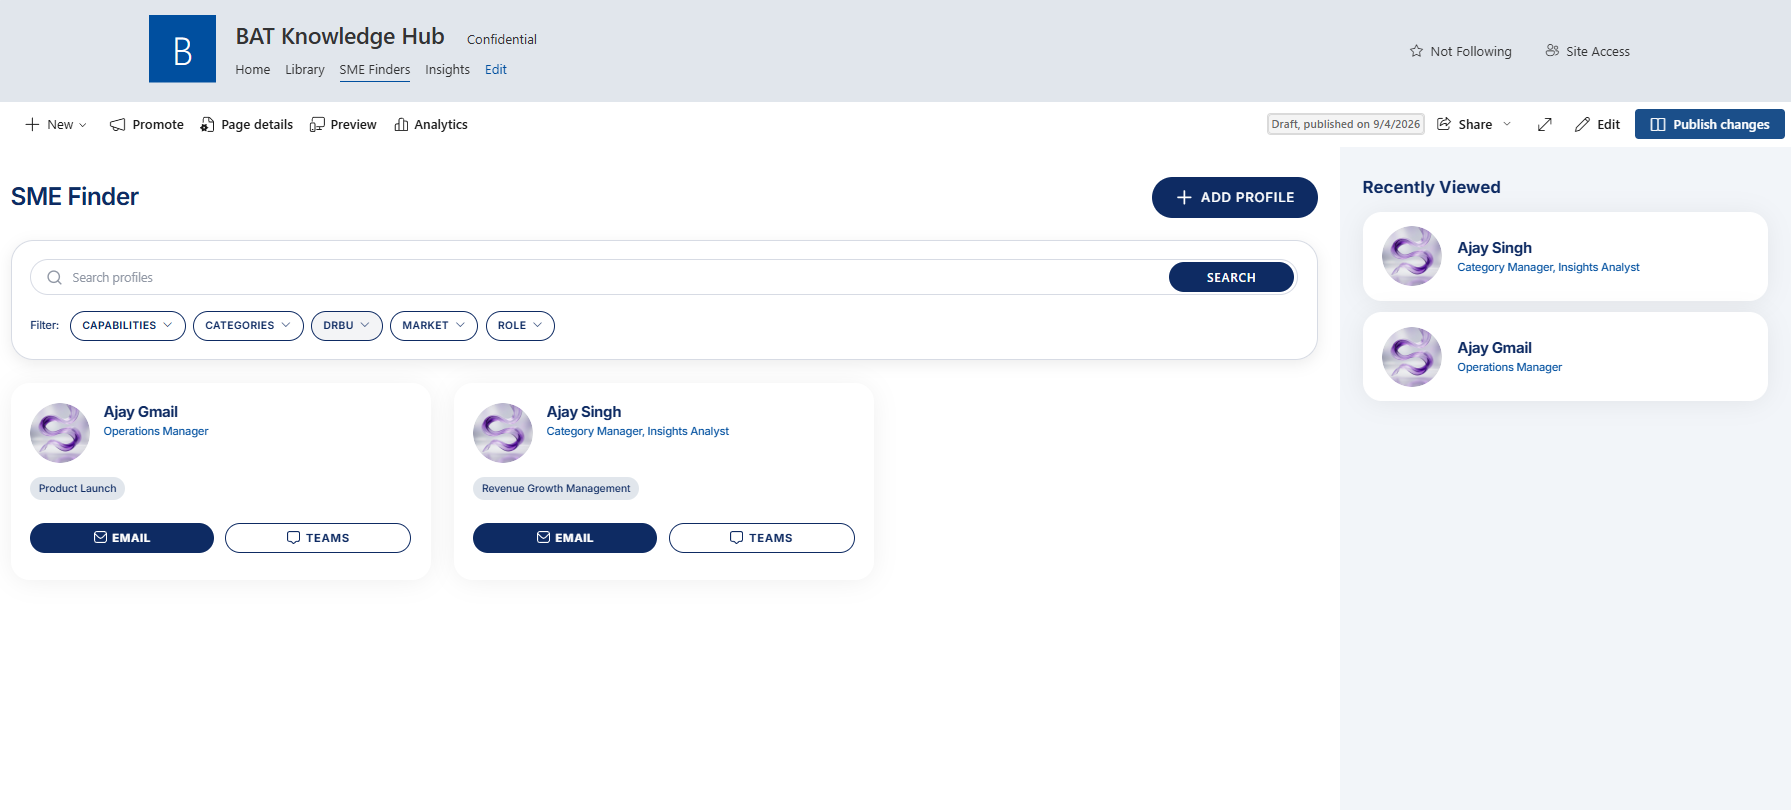 B
BAT Knowledge Hub
Confidential
Home
Library
SME Finders
Insights
Edit
Not Following
Site Access
New
Promote
Page details
Preview
Analytics
Draft, published on 9/4/2026
Share
Edit
Publish changes
SME Finder
ADD PROFILE
Search profiles
SEARCH
Filter:
CAPABILITIES
CATEGORIES
DRBU
MARKET
ROLE
Ajay Gmail
Operations Manager
Product Launch
EMAIL
TEAMS
Ajay Singh
Category Manager, Insights Analyst
Revenue Growth Management
EMAIL
TEAMS
Recently Viewed
Ajay Singh
Category Manager, Insights Analyst
Ajay Gmail
Operations Manager